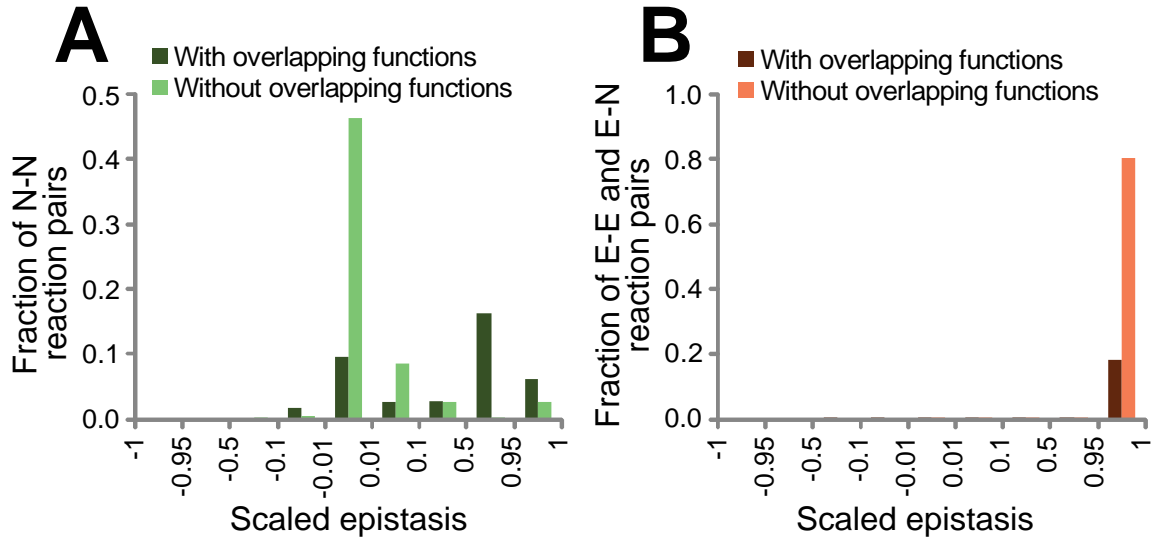 A
With overlapping functions
Without overlapping functions
Fraction of N-N
reaction pairs
0.5
0.4
0.3
0.2
0.1
0.0
-1
-0.95
-0.5
-0.1
-0.01
0.01
0.1
0.5
0.95
1
Scaled epistasis
B
With overlapping functions
Without overlapping functions
Fraction of E-E and E-N
reaction pairs
1.0
0.8
0.6
0.4
0.2
0.0
-1
-0.95
-0.5
-0.1
-0.01
0.01
0.1
0.5
0.95
1
Scaled epistasis